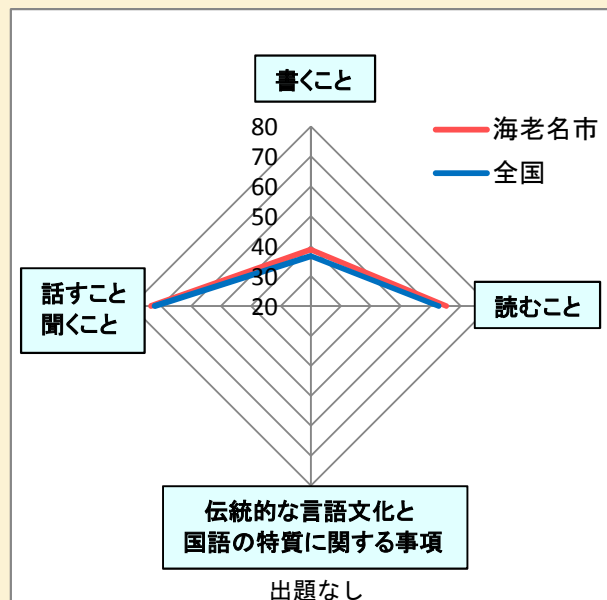 書くこと
海老名市
全国
80
70
60
50
40
30
20
話すこと
聞くこと
読むこと
伝統的な言語文化と
国語の特質に関する事項
出題なし